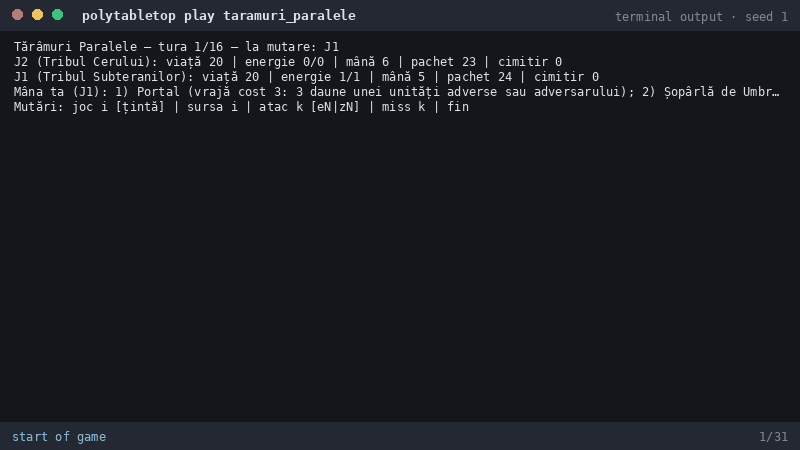 polytabletop play taramuri_paralele
terminal output · seed 1
Tărâmuri Paralele — tura 1/16 — la mutare: J1
J2 (Tribul Cerului): viață 20 | energie 0/0 | mână 6 | pachet 23 | cimitir 0
J1 (Tribul Subteranilor): viață 20 | energie 1/1 | mână 5 | pachet 24 | cimitir 0
Mâna ta (J1): 1) Portal (vrajă cost 3: 3 daune unei unități adverse sau adversarului); 2) Șopârlă de Umbr…
Mutări: joc i [țintă] | sursa i | atac k [eN|zN] | miss k | fin
start of game
1/31